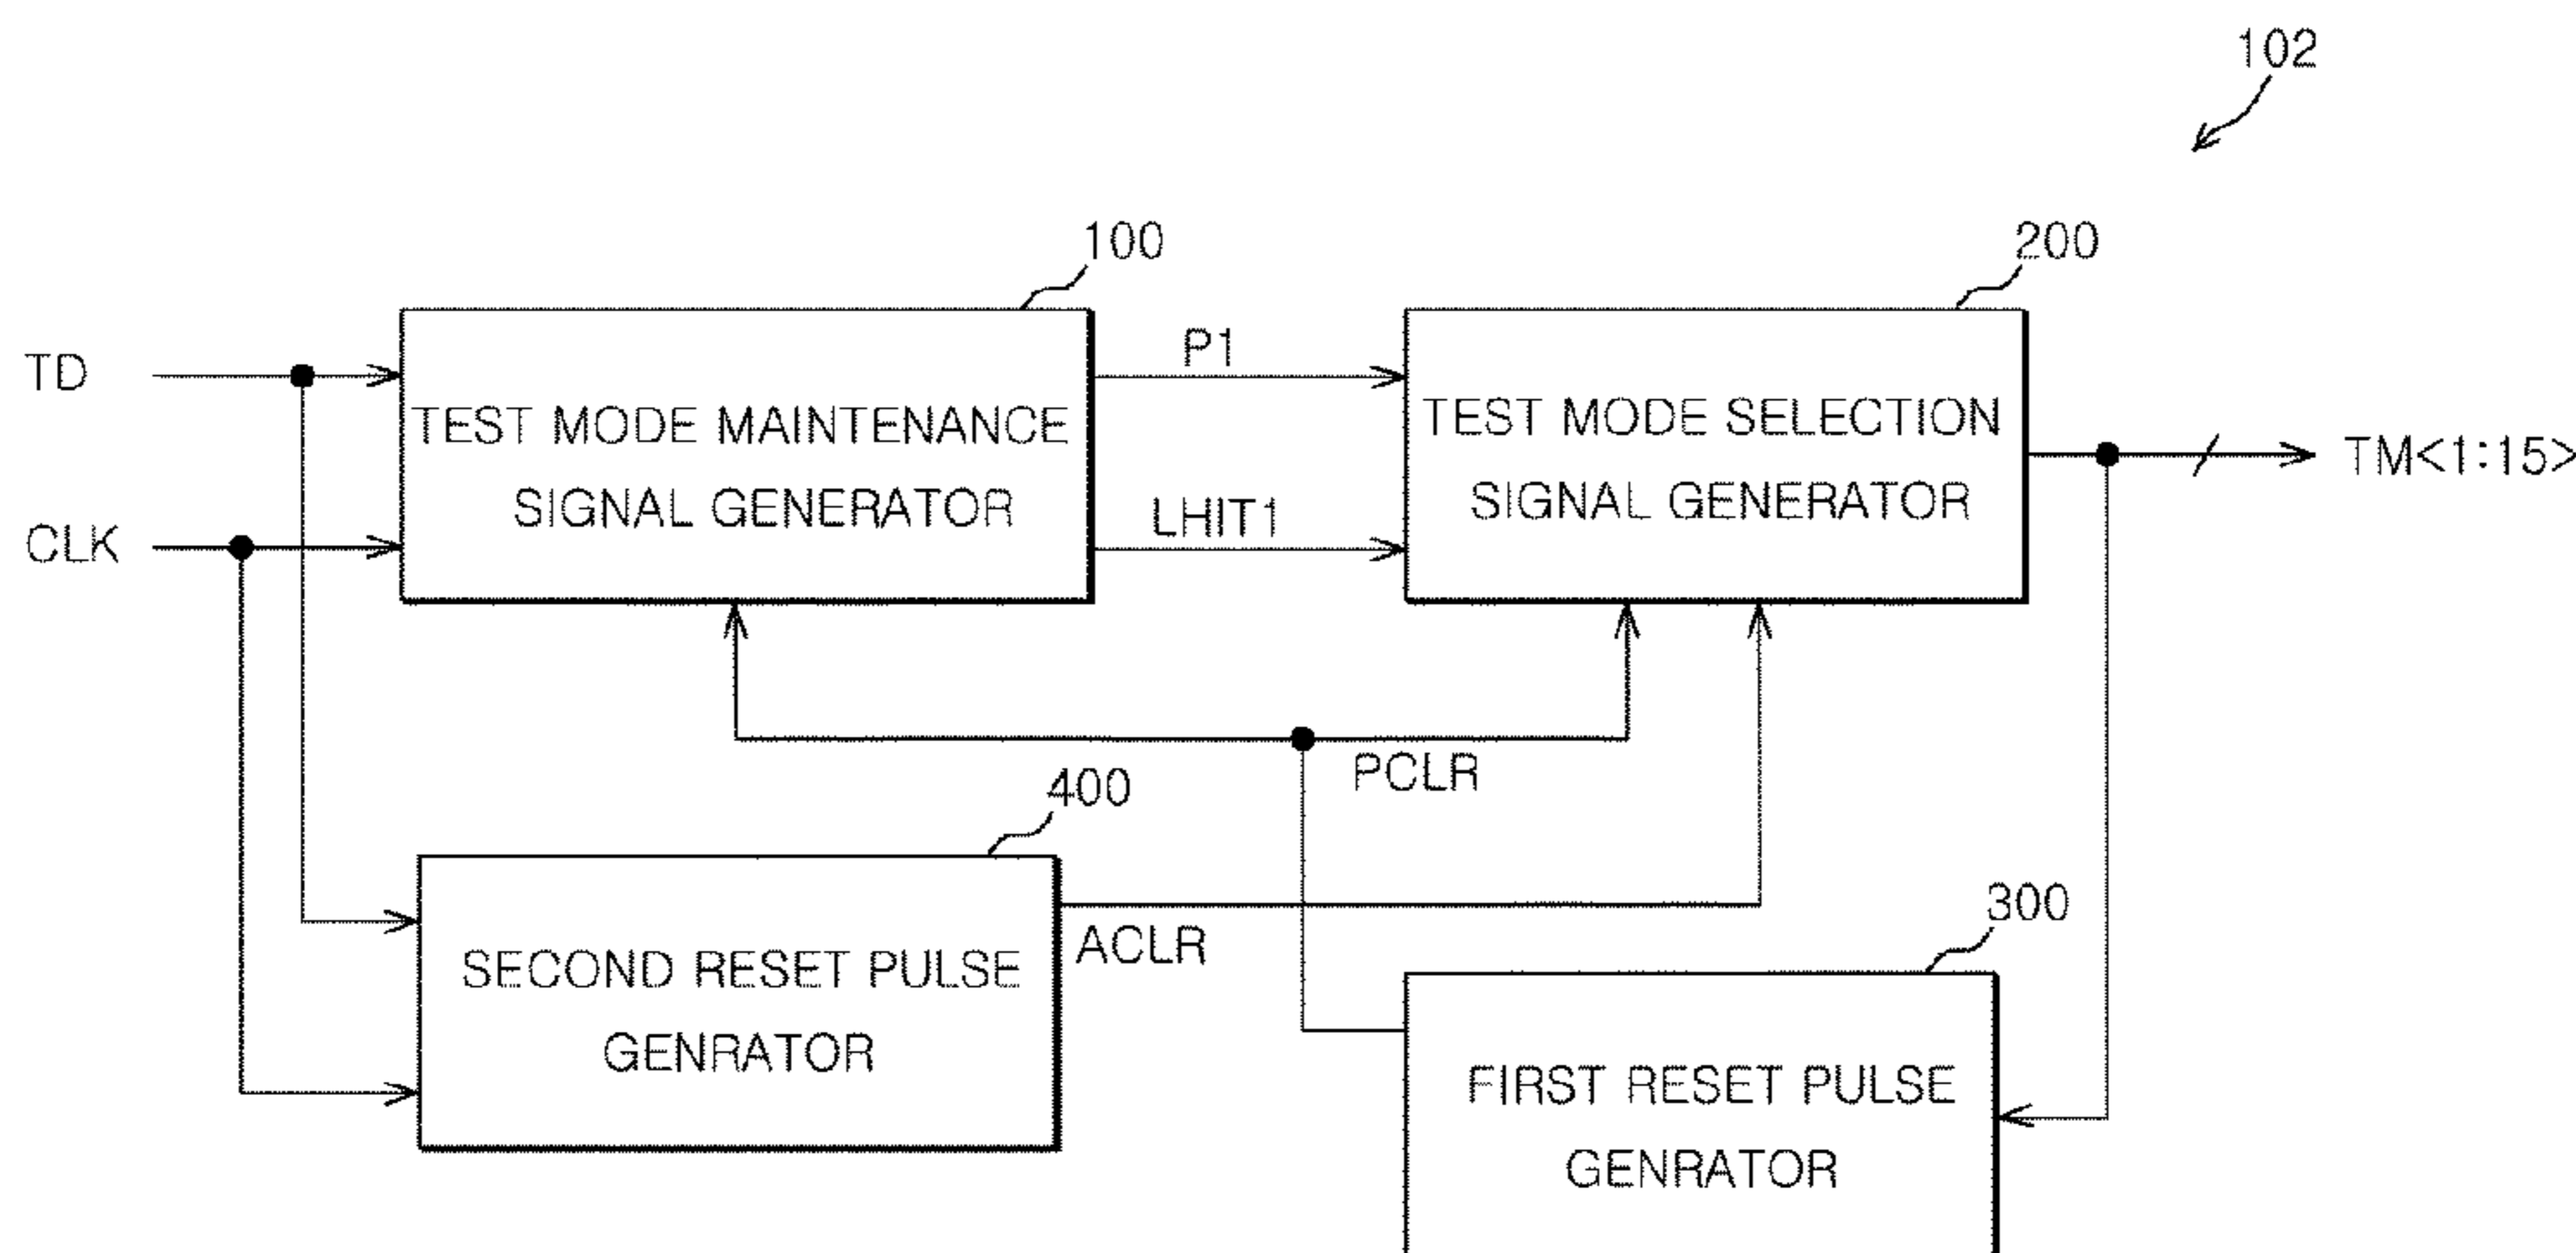 102
100
200
TD
P1
TEST MODE MAINTENANCE
SIGNAL GENERATOR
TEST MODE SELECTION
SIGNAL GENERATOR
TM<1:15>
CLK
LHIT1
PCLR
400
300
ACLR
SECOND RESET PULSE
GENRATOR
FIRST RESET PULSE
GENRATOR